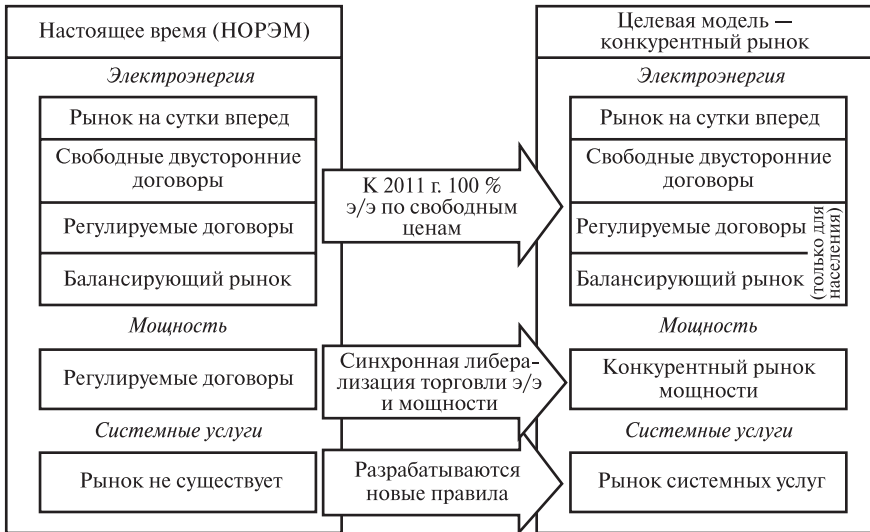 Настоящее время (НОРЭМ)
Электроэнергия
Рынок на сутки вперед
Свободные двусторонние
договоры
Регулируемые договоры
Балансирующий рынок
Мощность
Регулируемые договоры
Системные услуги
Рынок не существует
К 2011 г. 100 %
э/э по свободным
ценам
Синхронная либера-
лизация торговли э/э
и мощности
Разрабатываются
новые правила
Целевая модель —
конкурентный рынок
Электроэнергия
Рынок на сутки вперед
Свободные двусторонние
договоры
Регулируемые договоры
Балансирующий рынок
(только для
населения)
Мощность
Конкурентный рынок
мощности
Системные услуги
Рынок системных услуг